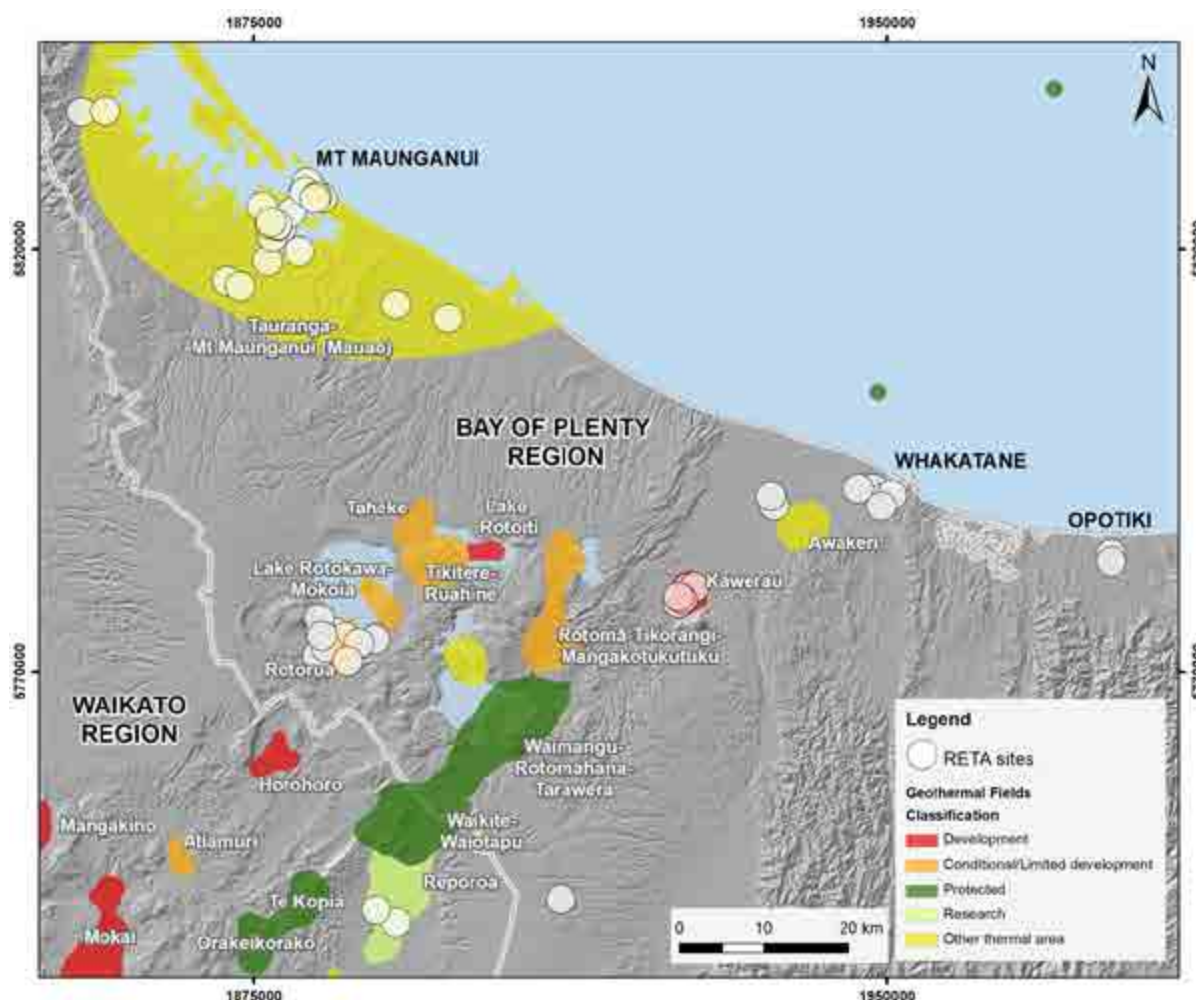 1875000
1950000
N
MT MAUNGANUI
5820000
Tauranga-
-Mt Maunganui (Mauao)
BAY OF PLENTY
REGION
WHAKATANE
OPOTIKI
Taheke
Lake
Rotoiti
Awakeri
Lake Rotokawa-
Mokoia
Tikitere-
Ruahine
Kawerau
Rotoma-Tikorangi-
Mangakotukutuku
Rotorua
5770000
5770000
WAIKATO
REGION
Waimangu-
Rotomahana-
Tarawera
Horohoro
Mangakino
Atiamuri
Waikite-
Waiotapu
Reporoa
Te Kopia
Orakeikorako
Mokai
Legend
RETA sites
Geothermal Fields
Classification
Development
Conditional/Limited development
Protected
Research
Other thermal area
0 10 20 km
1875000
1950000